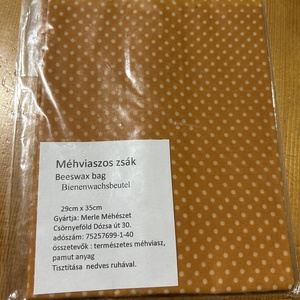 Méhviaszos zsák
Beeswax bag
Bienenwachsbeutel
29cm x 35cm
Gyártja: Merle Méhészet
Csörnyeföld Dózsa út 30.
adószám: 75257699-1-40
összetevők : természetes méhviasz,
pamut anyag
Tisztítása nedves ruhával.